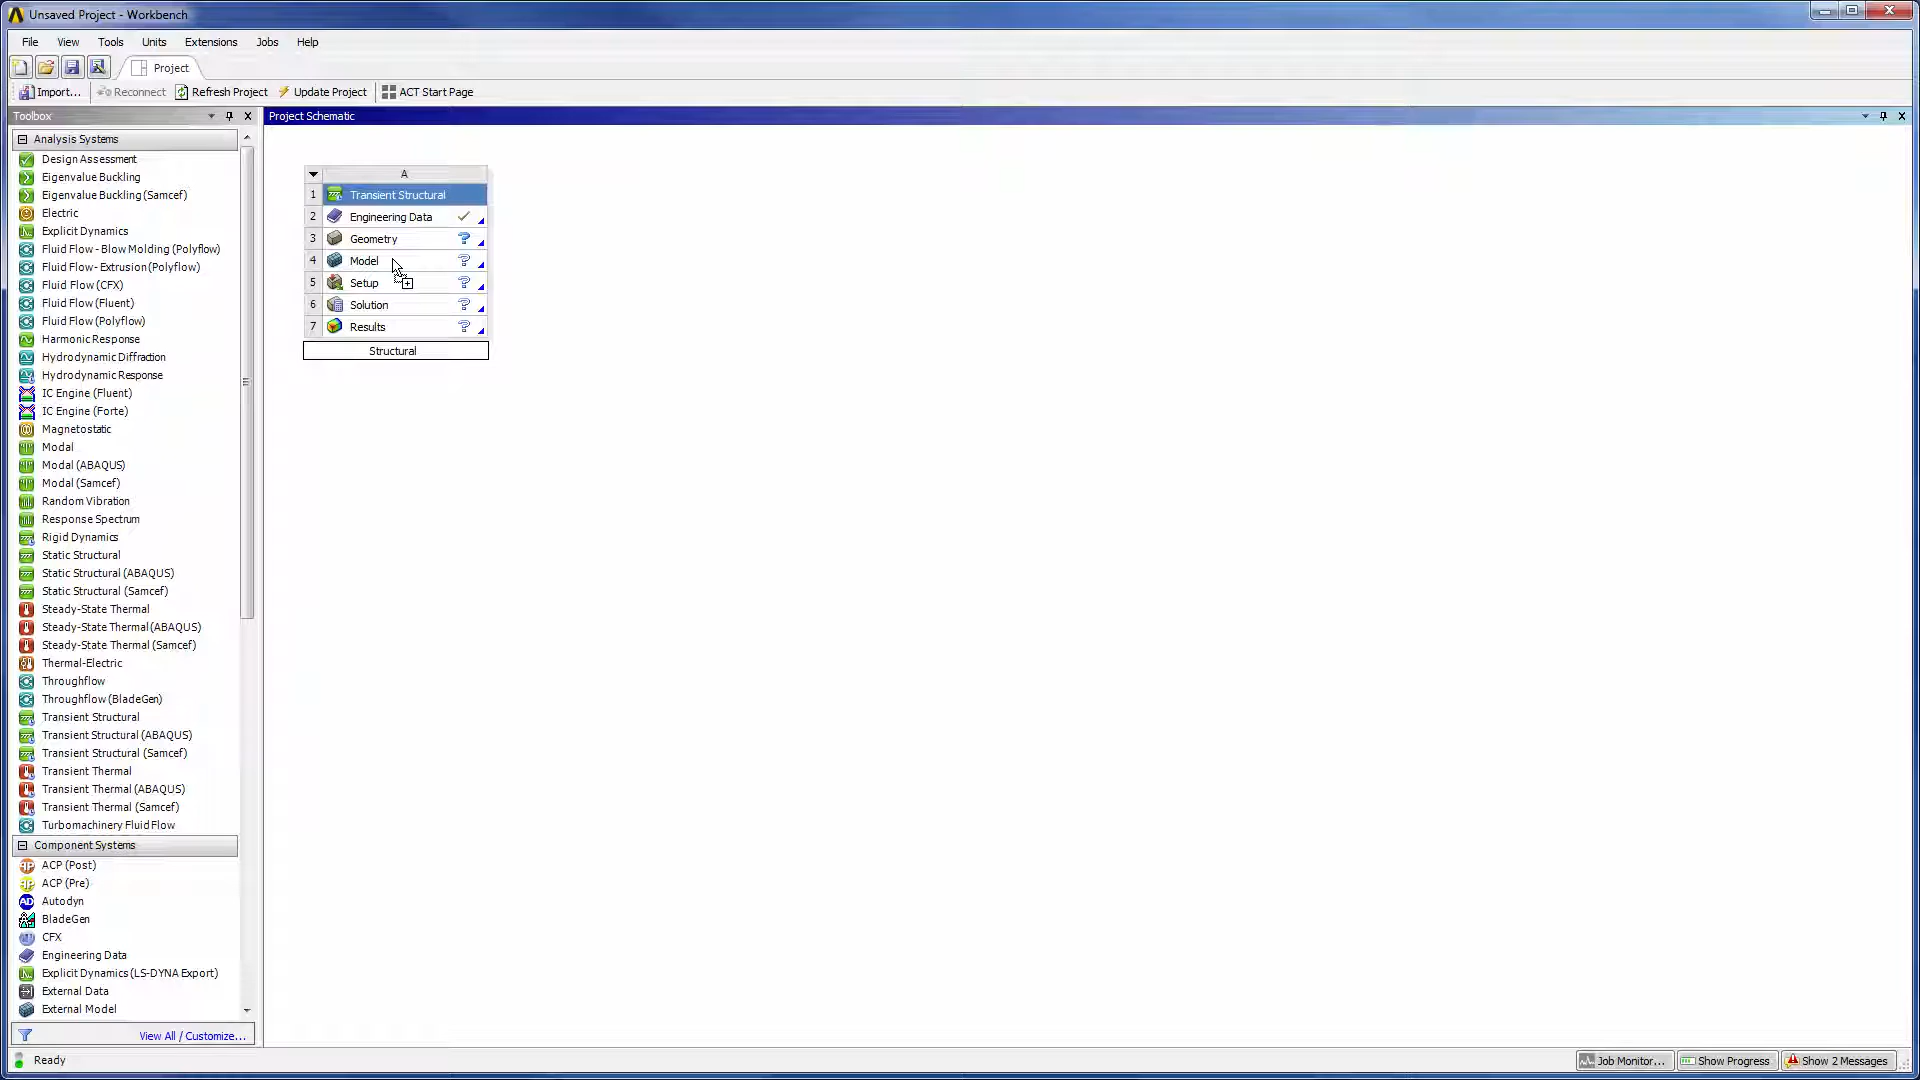 Unsaved Project - Workbench
File View Tools Units Extensions Jobs Help
Project
Import... Reconnect Refresh Project Update Project ACT Start Page
Toolbox
Project Schematic
Analysis Systems
Design Assessment
Eigenvalue Buckling
Eigenvalue Buckling (Samcef)
Electric
Explicit Dynamics
Fluid Flow - Blow Molding (Polyflow)
Fluid Flow - Extrusion (Polyflow)
Fluid Flow (CFX)
Fluid Flow (Fluent)
Fluid Flow (Polyflow)
Harmonic Response
Hydrodynamic Diffraction
Hydrodynamic Response
IC Engine (Fluent)
IC Engine (Forte)
Magnetostatic
Modal
Modal (ABAQUS)
Modal (Samcef)
Random Vibration
Response Spectrum
Rigid Dynamics
Static Structural
Static Structural (ABAQUS)
Static Structural (Samcef)
Steady-State Thermal
Steady-State Thermal (ABAQUS)
Steady-State Thermal (Samcef)
Thermal-Electric
Throughflow
Throughflow (BladeGen)
Transient Structural
Transient Structural (ABAQUS)
Transient Structural (Samcef)
Transient Thermal
Transient Thermal (ABAQUS)
Transient Thermal (Samcef)
Turbomachinery Fluid Flow
Component Systems
ACP (Post)
ACP (Pre)
Autodyn
BladeGen
CFX
Engineering Data
Explicit Dynamics (LS-DYNA Export)
External Data
External Model
View All / Customize...
A
1 Transient Structural
2 Engineering Data
3 Geometry
4 Model
5 Setup
6 Solution
7 Results
Structural
Ready
Job Monitor... Show Progress Show 2 Messages